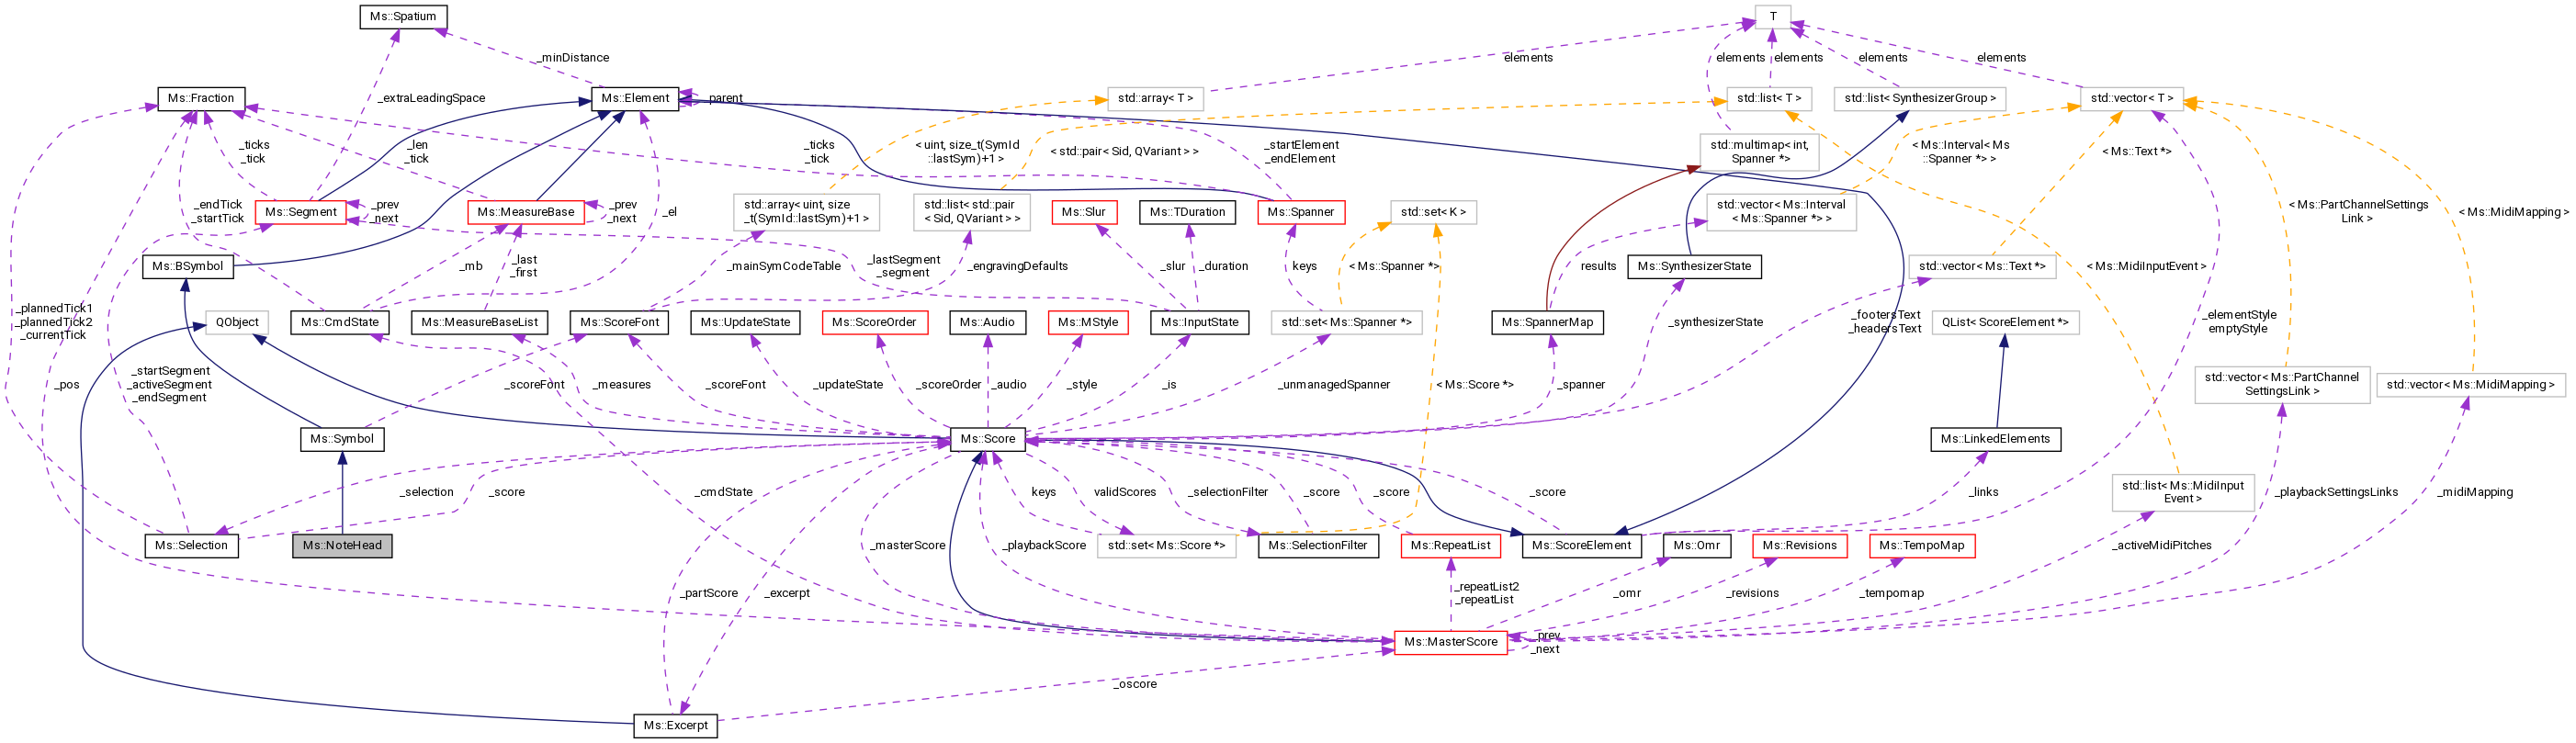 Ms::Spatium
T
_minDistance
elements
elements
elements
elements
elements
Ms::Fraction
_extraLeadingSpace
Ms::Element
_parent
std::array< T >
std::list< T >
std::list< SynthesizerGroup >
std::vector< T >
_ticks
_tick
_len
_tick
_ticks
_tick
< uint, size_t(SymId
::lastSym)+1 >
< std::pair< Sid, QVariant > >
_startElement
_endElement
std::multimap< int,
Spanner *>
< Ms::Interval< Ms
::Spanner *> >
< Ms::Text *>
_endTick
_startTick
Ms::Segment
_prev
_next
Ms::MeasureBase
_prev
_next
_el
std::array< uint, size
_t(SymId::lastSym)+1 >
std::list< std::pair
< Sid, QVariant > >
Ms::Slur
Ms::TDuration
Ms::Spanner
std::set< K >
std::vector< Ms::Interval
< Ms::Spanner *> >
< Ms::PartChannelSettings
Link >
< Ms::MidiMapping >
Ms::BSymbol
_mb
_last
_first
_mainSymCodeTable
_engravingDefaults
_lastSegment
_segment
_slur
_duration
keys
< Ms::Spanner *>
results
Ms::SynthesizerState
std::vector< Ms::Text *>
< Ms::MidiInputEvent >
_plannedTick1
_plannedTick2
_currentTick
QObject
Ms::CmdState
Ms::MeasureBaseList
Ms::ScoreFont
Ms::UpdateState
Ms::ScoreOrder
Ms::Audio
Ms::MStyle
Ms::InputState
std::set< Ms::Spanner *>
Ms::SpannerMap
_synthesizerState
_footersText
_headersText
QList< ScoreElement *>
_elementStyle
emptyStyle
_pos
_startSegment
_activeSegment
_endSegment
_scoreFont
_measures
_scoreFont
_updateState
_scoreOrder
_audio
_style
_is
_unmanagedSpanner
< Ms::Score *>
_spanner
std::vector< Ms::PartChannel
SettingsLink >
std::vector< Ms::MidiMapping >
Ms::Symbol
Ms::Score
Ms::LinkedElements
_selection
_score
_cmdState
keys
validScores
_selectionFilter
_score
_score
_score
_links
std::list< Ms::MidiInput
Event >
_playbackSettingsLinks
_midiMapping
Ms::Selection
Ms::NoteHead
_masterScore
_playbackScore
std::set< Ms::Score *>
Ms::SelectionFilter
Ms::RepeatList
Ms::ScoreElement
Ms::Omr
Ms::Revisions
Ms::TempoMap
_activeMidiPitches
_partScore
_excerpt
_repeatList2
_repeatList
_omr
_revisions
_tempomap
Ms::MasterScore
_prev
_next
_oscore
Ms::Excerpt